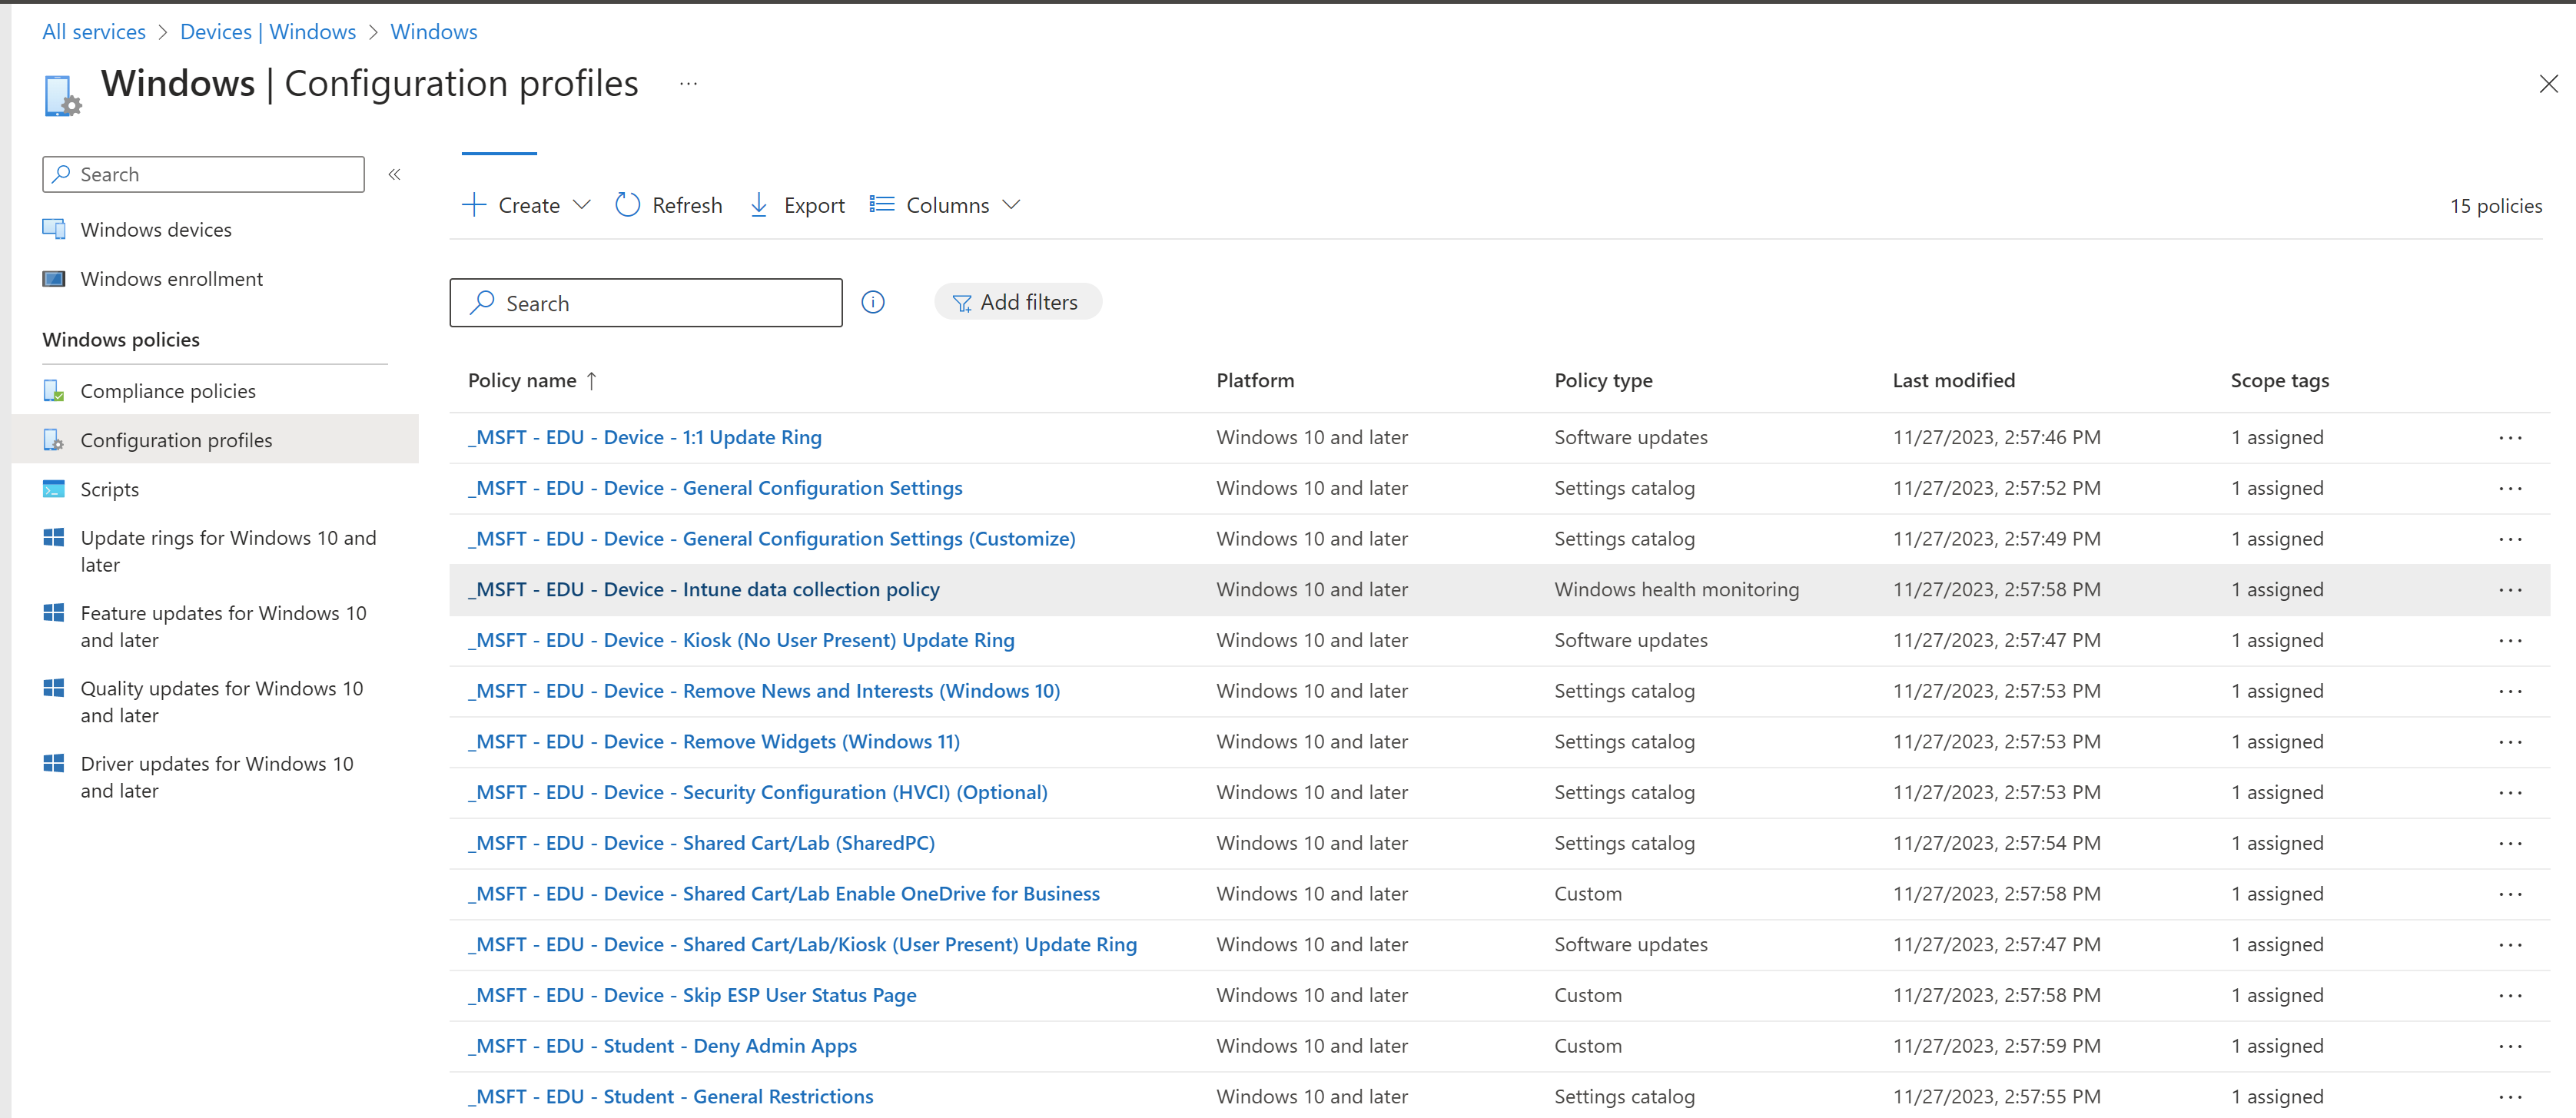 All services > Devices | Windows > Windows
Windows | Configuration profiles ...
Search «
Windows devices
Windows enrollment
Windows policies
Compliance policies
Configuration profiles
Scripts
Update rings for Windows 10 and
later
Feature updates for Windows 10
and later
Quality updates for Windows 10
and later
Driver updates for Windows 10
and later
Create Refresh Export Columns 15 policies
Search Add filters
Policy name ↑ Platform Policy type Last modified Scope tags
_MSFT - EDU - Device - 1:1 Update Ring Windows 10 and later Software updates 11/27/2023, 2:57:46 PM 1 assigned ...
_MSFT - EDU - Device - General Configuration Settings Windows 10 and later Settings catalog 11/27/2023, 2:57:52 PM 1 assigned ...
_MSFT - EDU - Device - General Configuration Settings (Customize) Windows 10 and later Settings catalog 11/27/2023, 2:57:49 PM 1 assigned ...
_MSFT - EDU - Device - Intune data collection policy Windows 10 and later Windows health monitoring 11/27/2023, 2:57:58 PM 1 assigned ...
_MSFT - EDU - Device - Kiosk (No User Present) Update Ring Windows 10 and later Software updates 11/27/2023, 2:57:47 PM 1 assigned ...
_MSFT - EDU - Device - Remove News and Interests (Windows 10) Windows 10 and later Settings catalog 11/27/2023, 2:57:53 PM 1 assigned ...
_MSFT - EDU - Device - Remove Widgets (Windows 11) Windows 10 and later Settings catalog 11/27/2023, 2:57:53 PM 1 assigned ...
_MSFT - EDU - Device - Security Configuration (HVCI) (Optional) Windows 10 and later Settings catalog 11/27/2023, 2:57:53 PM 1 assigned ...
_MSFT - EDU - Device - Shared Cart/Lab (SharedPC) Windows 10 and later Settings catalog 11/27/2023, 2:57:54 PM 1 assigned ...
_MSFT - EDU - Device - Shared Cart/Lab Enable OneDrive for Business Windows 10 and later Custom 11/27/2023, 2:57:58 PM 1 assigned ...
_MSFT - EDU - Device - Shared Cart/Lab/Kiosk (User Present) Update Ring Windows 10 and later Software updates 11/27/2023, 2:57:47 PM 1 assigned ...
_MSFT - EDU - Device - Skip ESP User Status Page Windows 10 and later Custom 11/27/2023, 2:57:58 PM 1 assigned ...
_MSFT - EDU - Student - Deny Admin Apps Windows 10 and later Custom 11/27/2023, 2:57:59 PM 1 assigned ...
_MSFT - EDU - Student - General Restrictions Windows 10 and later Settings catalog 11/27/2023, 2:57:55 PM 1 assigned ...